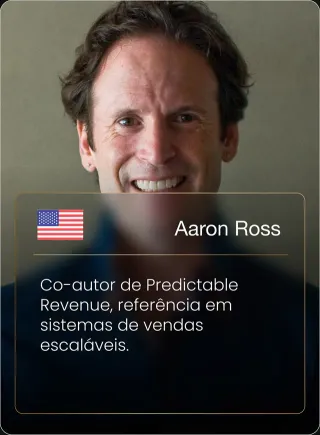 Aaron Ross
Co-autor de Predictable
Revenue, referência em
sistemas de vendas
escaláveis.